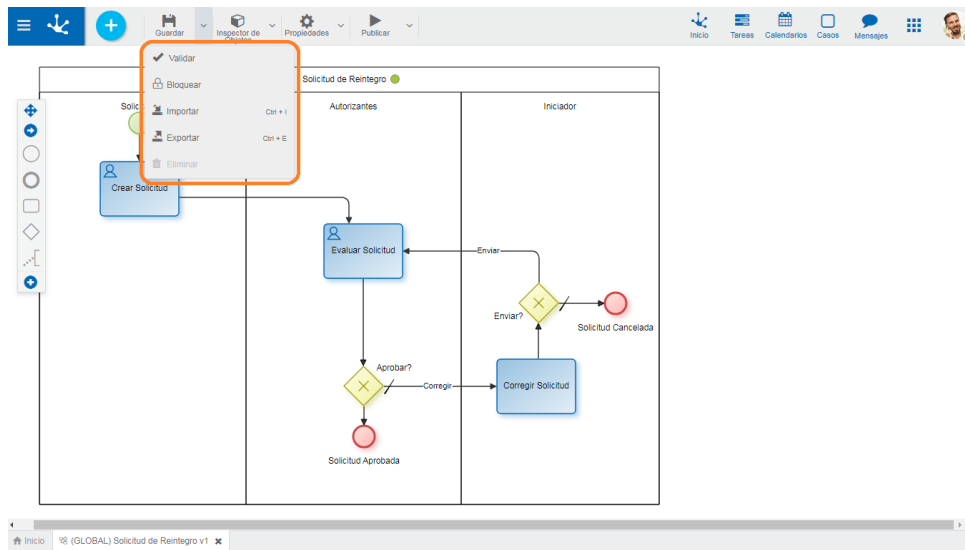 Guardar
Inspector de
Objetos
Propiedades
Publicar
Inicio
Tareas
Calendarios
Casos
Mensajes
Validar
Bloquear
Importar Ctrl + I
Exportar Ctrl + E
Eliminar
Solicitud de Reintegro
Autorizantes
Iniciador
Crear Solicitud
Evaluar Solicitud
Enviar
Enviar?
Solicitud Cancelada
Aprobar?
Corregir
Corregir Solicitud
Solicitud Aprobada
Inicio
(GLOBAL) Solicitud de Reintegro v1